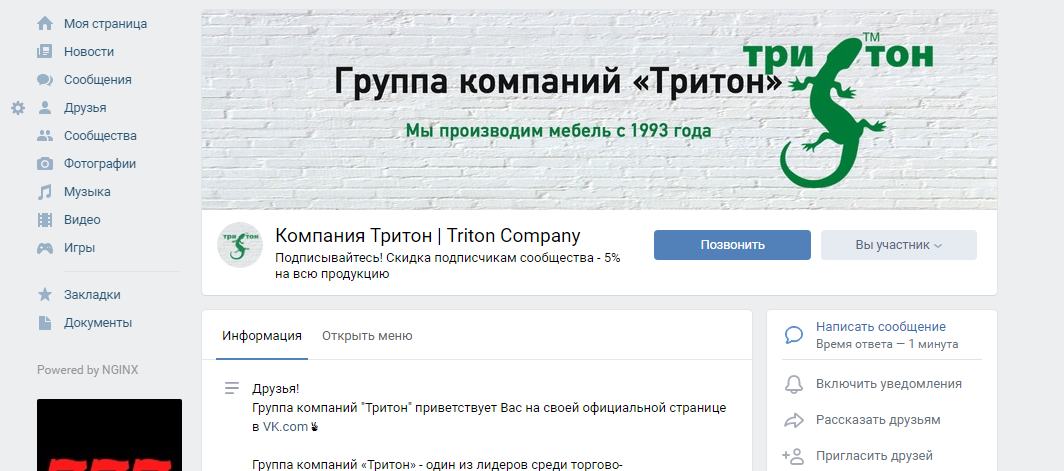 Моя страница
Новости
Сообщения
Друзья
Сообщества
Фотографии
Музыка
Видео
Игры
Закладки
Документы
Powered by NGINX
Группа компаний «Тритон»
Мы производим мебель с 1993 года
три тон TM
три тон
Компания Тритон | Triton Company
Подписывайтесь! Скидка подписчикам сообщества - 5%
на всю продукцию
Позвонить
Вы участник
Информация
Открыть меню
Друзья!
Группа компаний "Тритон" приветствует Вас на своей официальной странице
в VK.com
Группа компаний «Тритон» - один из лидеров среди торгово-
Написать сообщение
Время ответа — 1 минута
Включить уведомления
Рассказать друзьям
Пригласить друзей